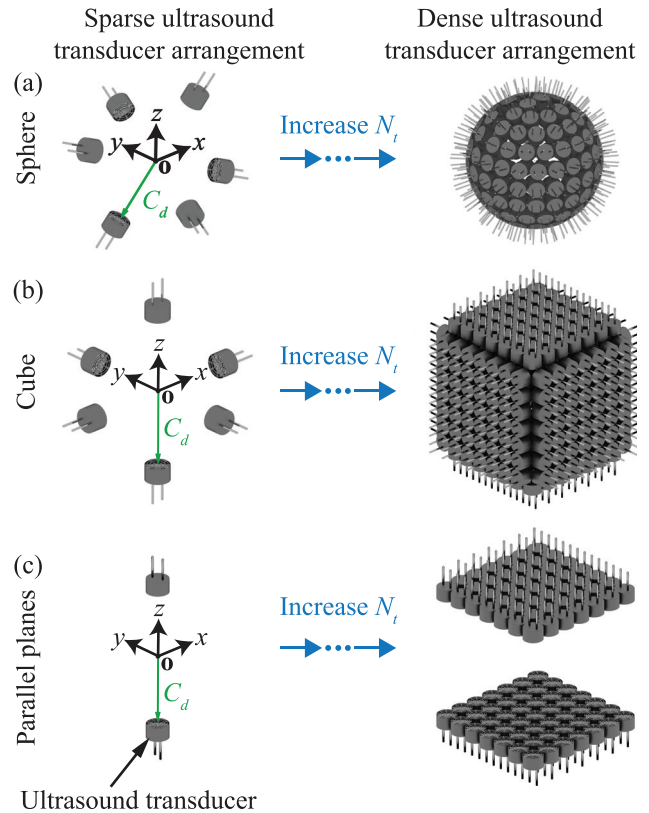 Sparse ultrasound
transducer arrangement
Dense ultrasound
transducer arrangement
(a)
Sphere
z
y
x
o
C_d
Increase N_t
(b)
Cube
z
y
x
o
C_d
Increase N_t
(c)
Parallel planes
z
y
x
o
C_d
Increase N_t
Ultrasound transducer